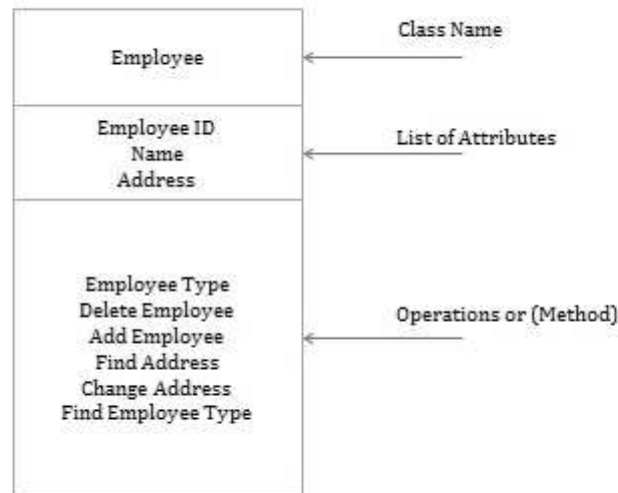 Employee
Class Name
Employee ID
Name
Address
List of Attributes
Employee Type
Delete Employee
Add Employee
Find Address
Change Address
Find Employee Type
Operations or (Method)